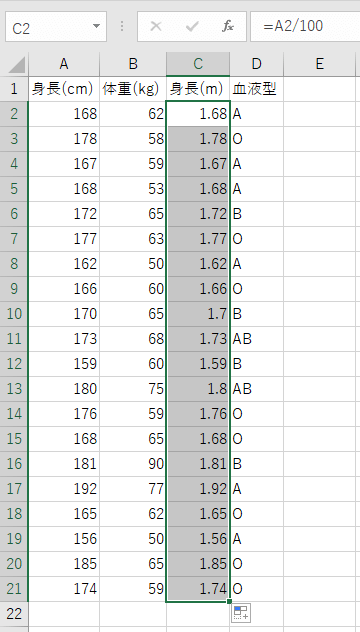 C2 =A2/100
A B C D E
1 身長(cm) 体重(kg) 身長(m) 血液型
2 168 62 1.68 A
3 178 58 1.78 O
4 167 59 1.67 A
5 168 53 1.68 A
6 172 65 1.72 B
7 177 63 1.77 O
8 162 50 1.62 A
9 166 60 1.66 O
10 170 65 1.7 B
11 173 68 1.73 AB
12 159 60 1.59 B
13 180 75 1.8 AB
14 176 59 1.76 O
15 168 65 1.68 O
16 181 90 1.81 B
17 192 77 1.92 A
18 165 62 1.65 O
19 156 50 1.56 A
20 185 65 1.85 O
21 174 59 1.74 O
22